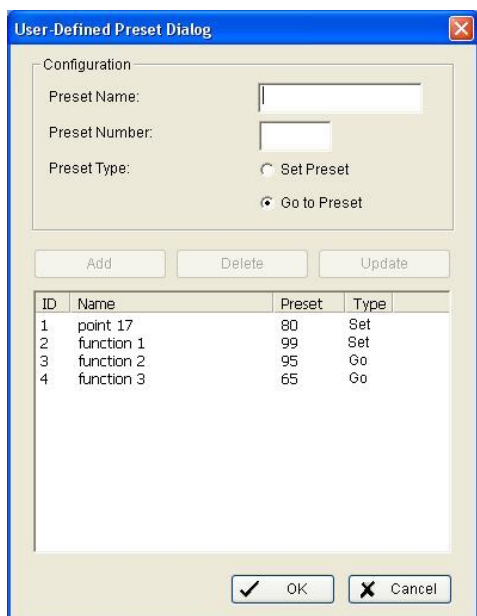 User-Defined Preset Dialog
Configuration
Preset Name:
Preset Number:
Preset Type:
Set Preset
Go to Preset
Add Delete Update
ID Name Preset Type
1 point 17 80 Set
2 function 1 99 Set
3 function 2 95 Go
4 function 3 65 Go
OK Cancel